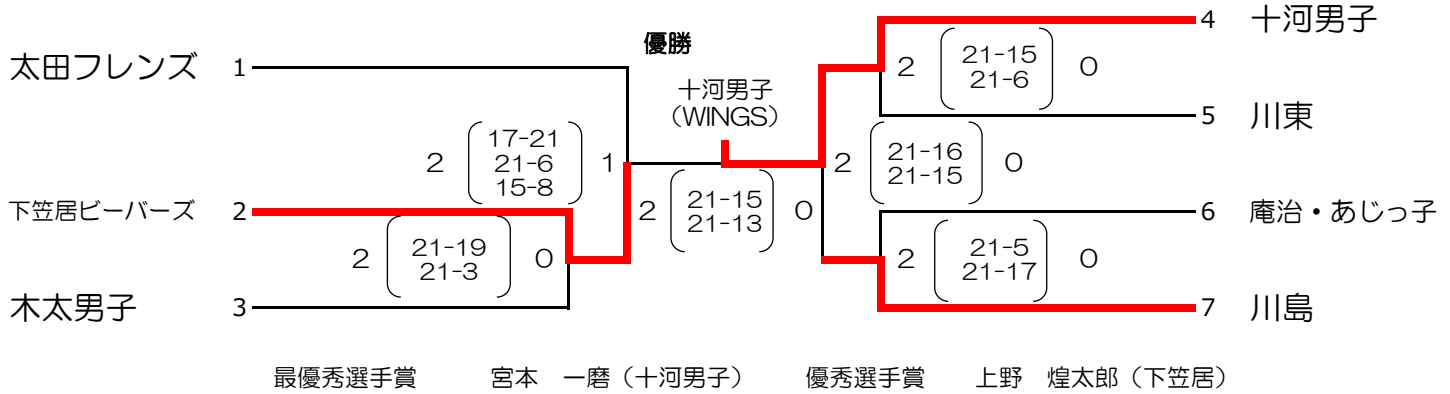 優勝
十河男子
(WINGS)
太田フレンズ 1
下笠居ビーバーズ 2
木太男子 3
2 17-21 1
21-6
15-8
2 21-19 0
21-3
2 21-15 0
21-13
4 十河男子
5 川東
6 庵治・あじっ子
7 川島
2 21-15 0
21-6
2 21-16 0
21-15
2 21-5 0
21-17
最優秀選手賞 宮本 一磨(十河男子) 優秀選手賞 上野 煌太郎(下笠居)